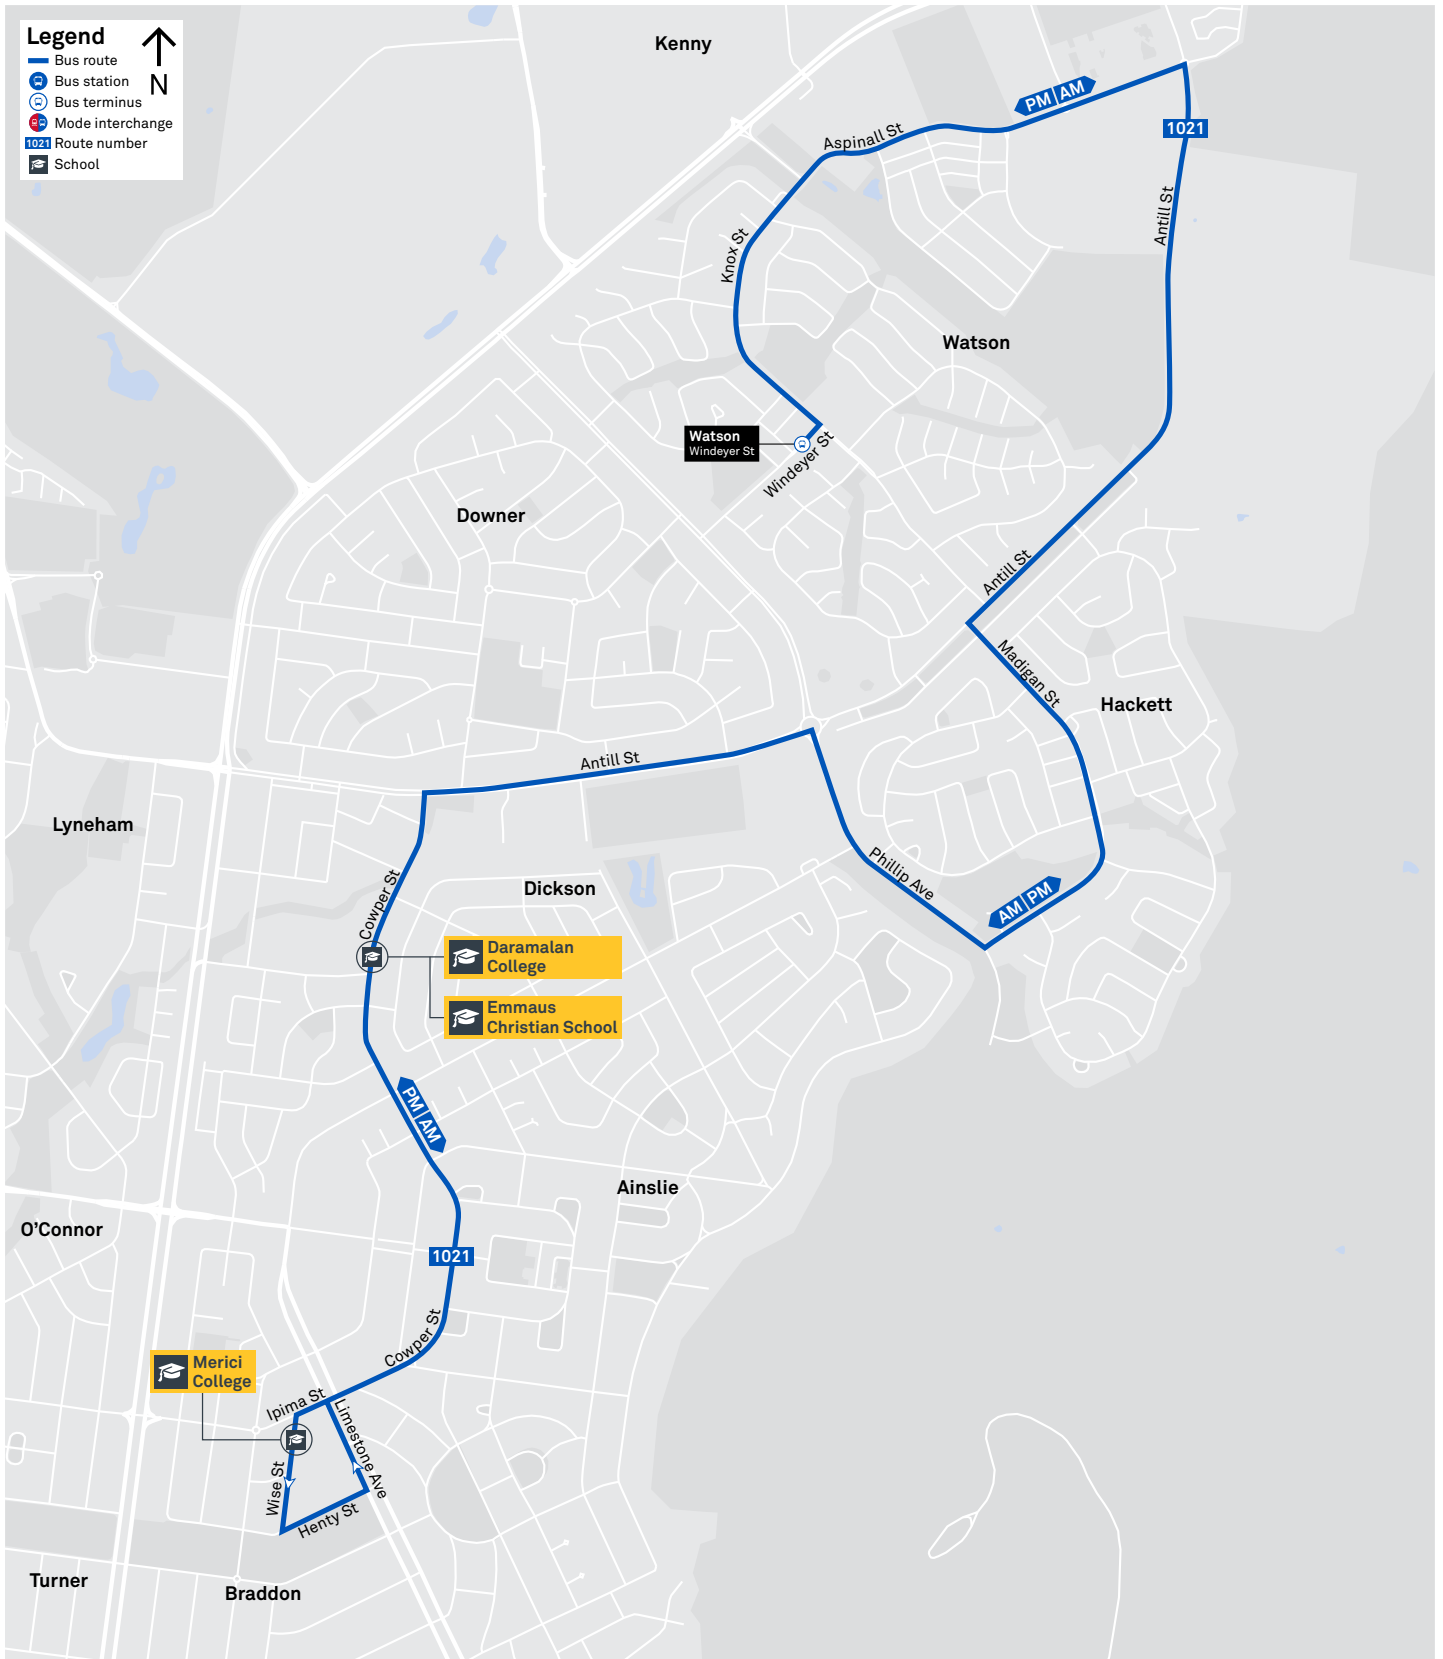 Legend
N
Bus route
Bus station
Bus terminus
Mode interchange
1021 Route number
School
Kenny
PM AM
1021
Aspinall St
Antill St
Knox St
Watson
Watson
Windeyer St
Windeyer St
Downer
Antill St
Madigan St
Hackett
Antill St
Lyneham
Phillip Ave
Dickson
AM PM
Cowper St
Daramalan
College
Emmaus
Christian School
PM AM
Ainslie
O'Connor
1021
Cowper St
Merici
College
Ipima St
Limestone Ave
Wise St
Henty St
Turner
Braddon